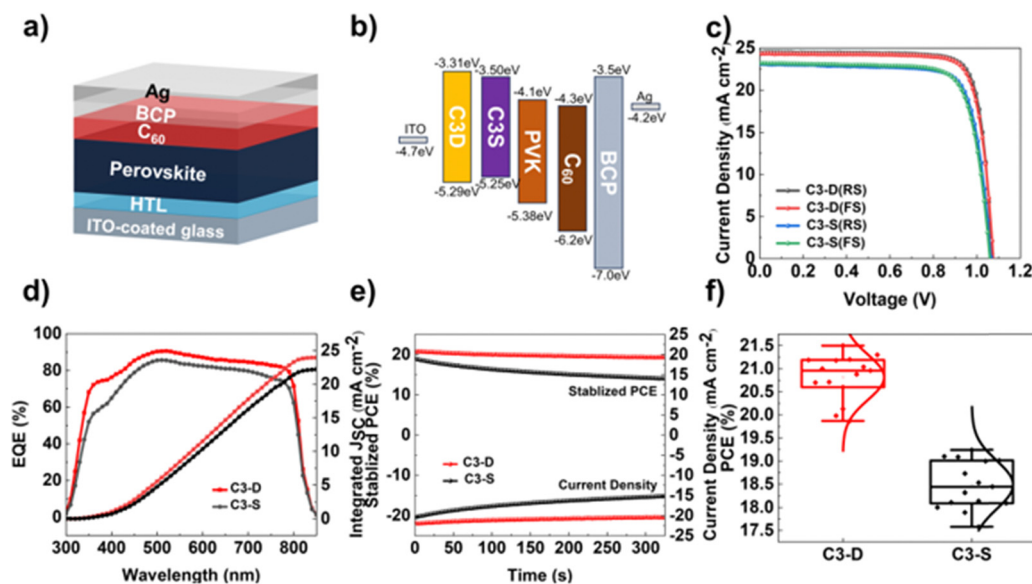 a)
Ag
BCP
C60
Perovskite
HTL
ITO-coated glass
b)
-3.31eV
-3.50eV
-3.5eV
-4.1eV
-4.3eV
Ag
-4.2eV
ITO
-4.7eV
C3D
C3S
PVK
C60
BCP
-5.29eV
-5.25eV
-5.38eV
-6.2eV
-7.0eV
c)
Current Density (mA cm-2)
25
20
15
10
5
0
C3-D(RS)
C3-D(FS)
C3-S(RS)
C3-S(FS)
0.0 0.2 0.4 0.6 0.8 1.0 1.2
Voltage (V)
d)
EQE (%)
100
80
60
40
20
0
25
20
15
10
5
0
Integrated JSC (mA cm-2)
C3-D
C3-S
300 400 500 600 700 800
Wavelength (nm)
e)
Stablized PCE (%)
20
10
0
-10
-20
25
20
15
10
5
0
-5
-10
-15
-20
-25
Current Density (mA cm-2)
Stablized PCE
C3-D
C3-S
Current Density
0 50 100 150 200 250 300
Time (s)
f)
PCE (%)
21.5
21.0
20.5
20.0
19.5
19.0
18.5
18.0
17.5
C3-D C3-S